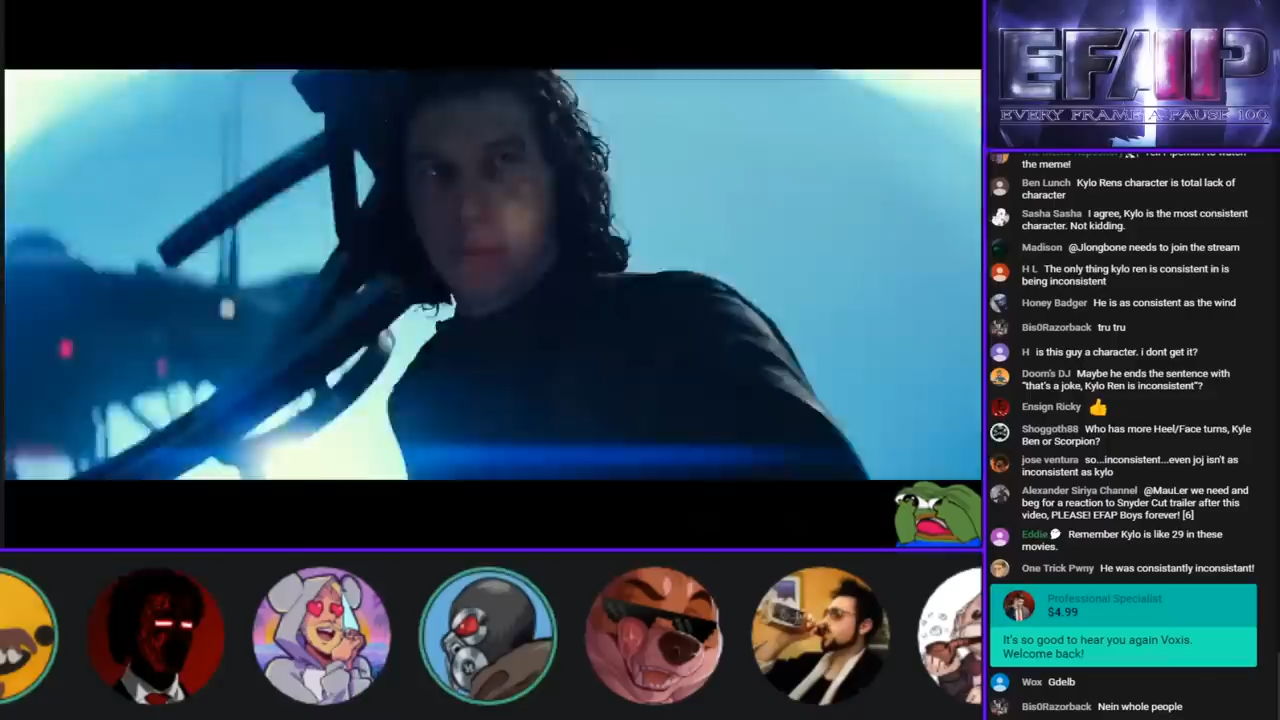 EFAP
EVERY FRAME A PAUSE 100
to watch
the meme!
Ben Lunch Kylo Rens character is total lack of
character
Sasha Sasha I agree, Kylo is the most consistent
character. Not kidding.
Madison @Jlongbone needs to join the stream
H L The only thing kylo ren is consistent in is
being inconsistent
Honey Badger He is as consistent as the wind
Bis0Razorback tru tru
H is this guy a character. i dont get it?
Doom's DJ Maybe he ends the sentence with
“that's a joke, Kylo Ren is inconsistent”?
Ensign Ricky 👍
Shoggoth88 Who has more Heel/Face turns, Kyle
Ben or Scorpion?
jose ventura so...inconsistent...even joj isn't as
inconsistent as kylo
Alexander Siriya Channel @MauLer we need and
beg for a reaction to Snyder Cut trailer after this
video, PLEASE! EFAP Boys forever! [6]
Eddie Remember Kylo is like 29 in these
movies.
One Trick Pwny He was consistantly inconsistant!
Professional Specialist
$4.99
It's so good to hear you again Voxis.
Welcome back!
Wox Gdelb
Bis0Razorback Nein whole people